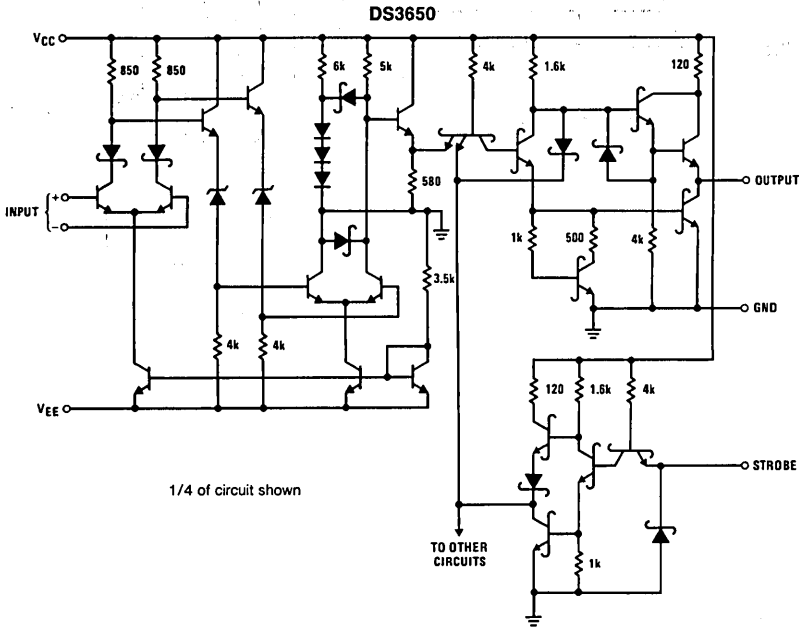 DS3650
VCC
850
850
6k
5k
4k
1.6k
120
INPUT
+
−
580
OUTPUT
1k
500
4k
3.5k
GND
4k
4k
VEE
120
1.6k
4k
STROBE
1/4 of circuit shown
TO OTHER
CIRCUITS
1k